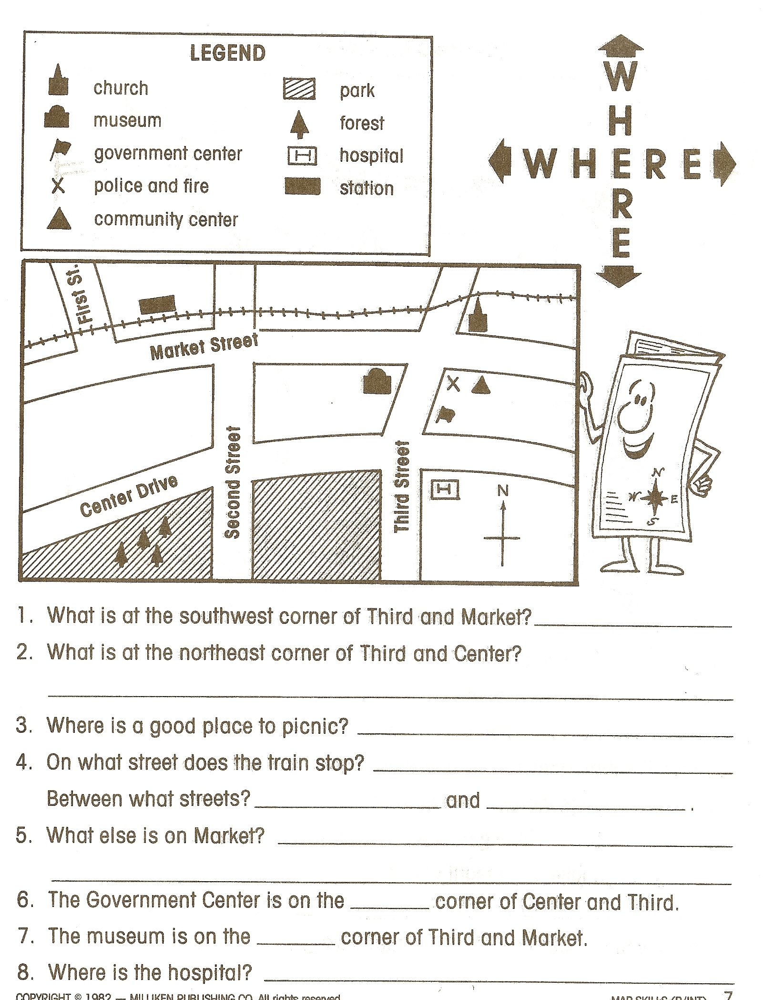 LEGEND
church
museum
government center
police and fire
community center
park
forest
hospital
station
W
H
WHERE
R
E
First St.
Market Street
Center Drive
Second Street
Third Street
H
N
N
W E
S
1. What is at the southwest corner of Third and Market?
2. What is at the northeast corner of Third and Center?
3. Where is a good place to picnic?
4. On what street does the train stop?
Between what streets? and .
5. What else is on Market?
6. The Government Center is on the corner of Center and Third.
7. The museum is on the corner of Third and Market.
8. Where is the hospital?
COPYRIGHT © 1982 — MILLIKEN PUBLISHING CO. All rights reserved.
MAP SKILLS (P/INT) 7